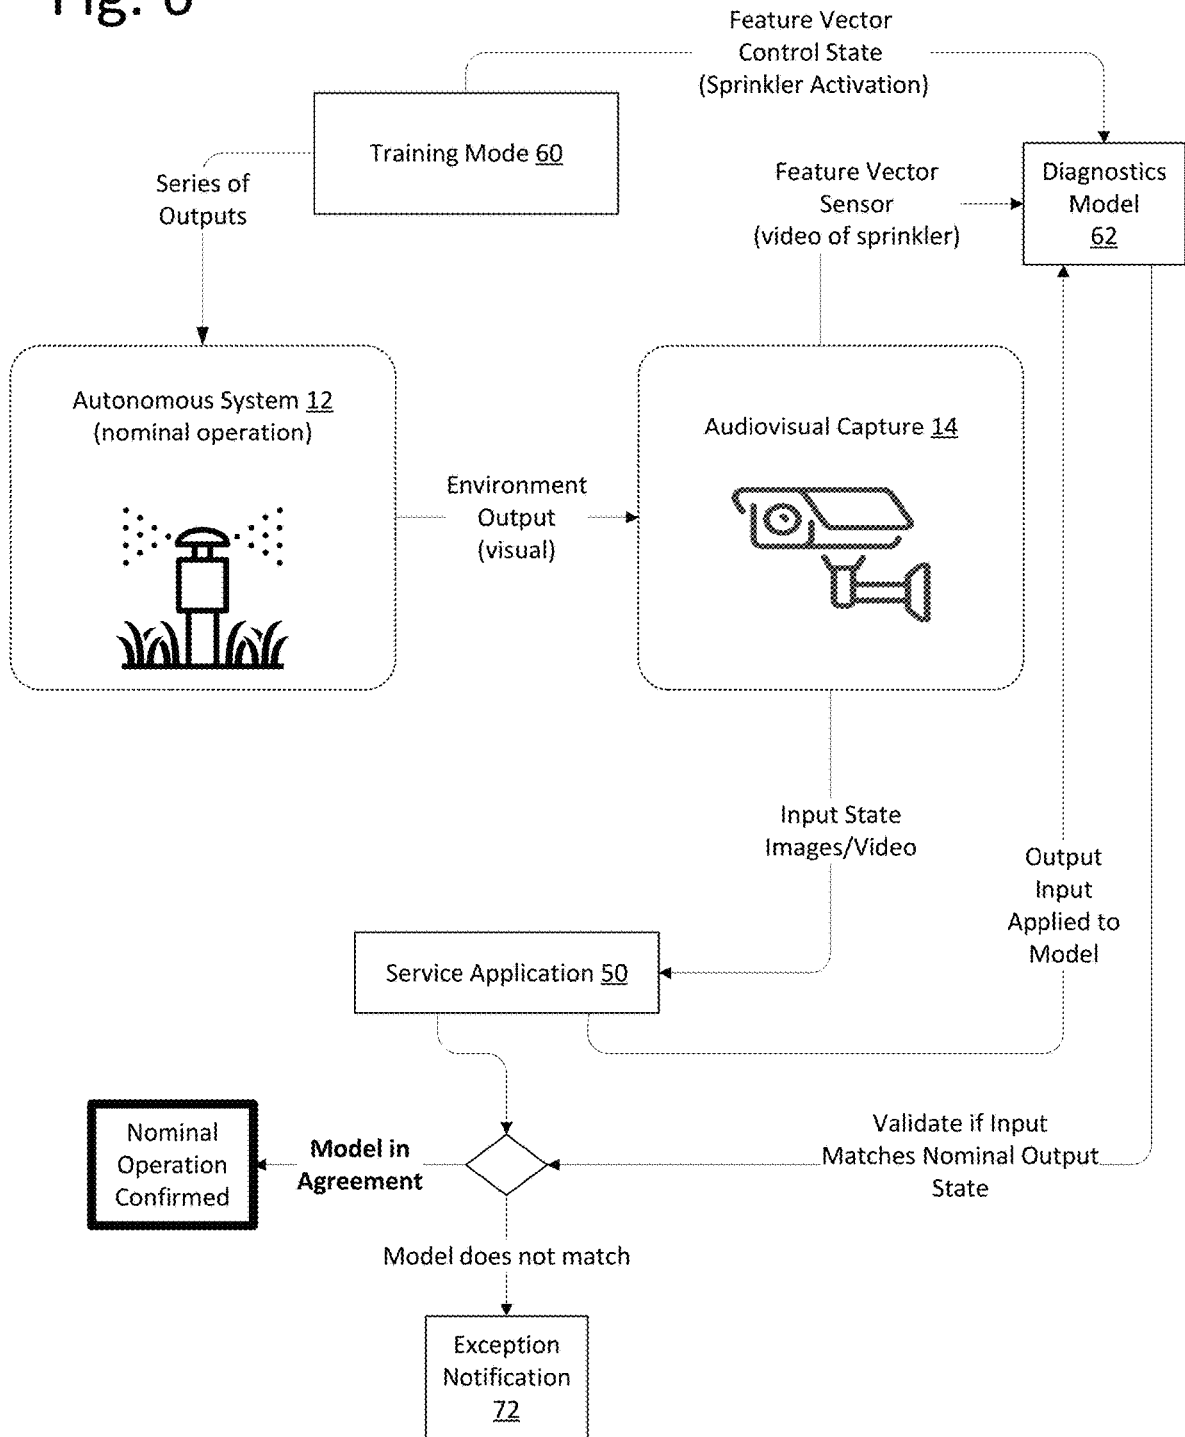 Fig. 6
Feature Vector
Control State
(Sprinkler Activation)
Training Mode 60
Series of
Outputs
Feature Vector
Sensor
(video of sprinkler)
Diagnostics
Model
62
Autonomous System 12
(nominal operation)
Environment
Output
(visual)
Audiovisual Capture 14
Input State
Images/Video
Output
Input
Applied to
Model
Service Application 50
Nominal
Operation
Confirmed
Model in
Agreement
Validate if Input
Matches Nominal Output
State
Model does not match
Exception
Notification
72